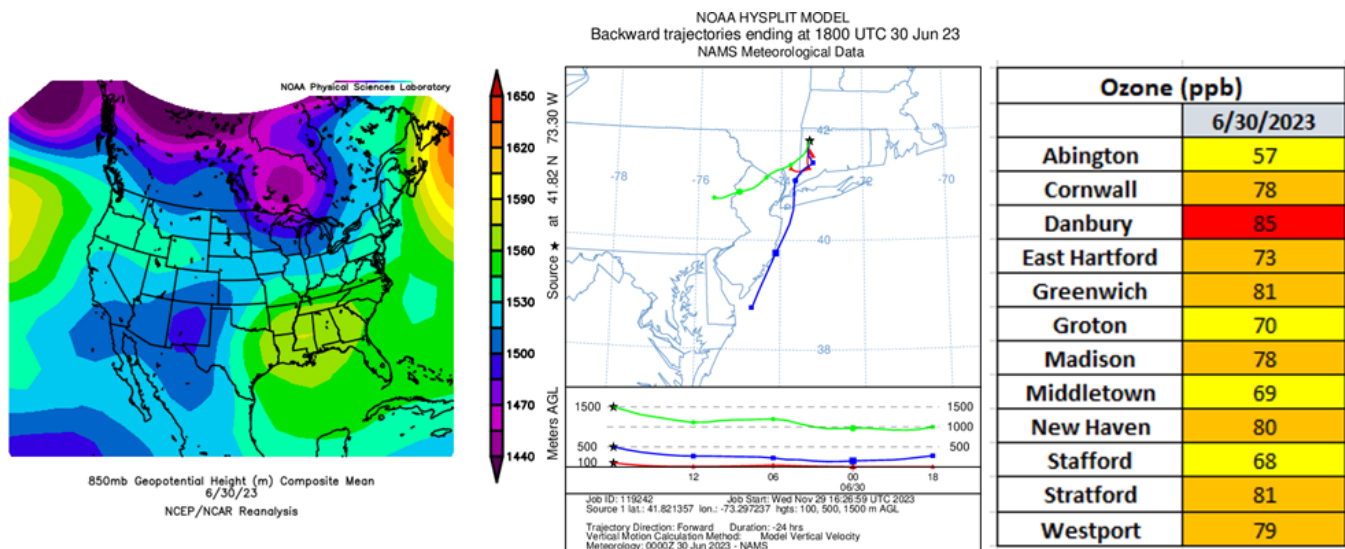 NOAA Physical Sciences Laboratory
1650
1620
1590
1560
1530
1500
1470
1440
850mb Geopotential Height (m) Composite Mean
6/30/23
NCEP/NCAR Reanalysis
NOAA HYSPLIT MODEL
Backward trajectories ending at 1800 UTC 30 Jun 23
NAMS Meteorological Data
Source ★ at 41.82 N 73.30 W
-78
-76
-74
-72
-70
42
40
38
Meters AGL
1500
500
100
1500
1000
500
12
06
00
18
06/30
Job ID: 119242 Job Start: Wed Nov 29 16:26:59 UTC 2023
Source 1 lat.: 41.821357 lon.: -73.297237 hgts: 100, 500, 1500 m AGL
Trajectory Direction: Forward Duration: -24 hrs
Vertical Motion Calculation Method: Model Vertical Velocity
Meteorology: 0000Z 30 Jun 2023 - NAMS
Ozone (ppb)
6/30/2023
Abington 57
Cornwall 78
Danbury 85
East Hartford 73
Greenwich 81
Groton 70
Madison 78
Middletown 69
New Haven 80
Stafford 68
Stratford 81
Westport 79